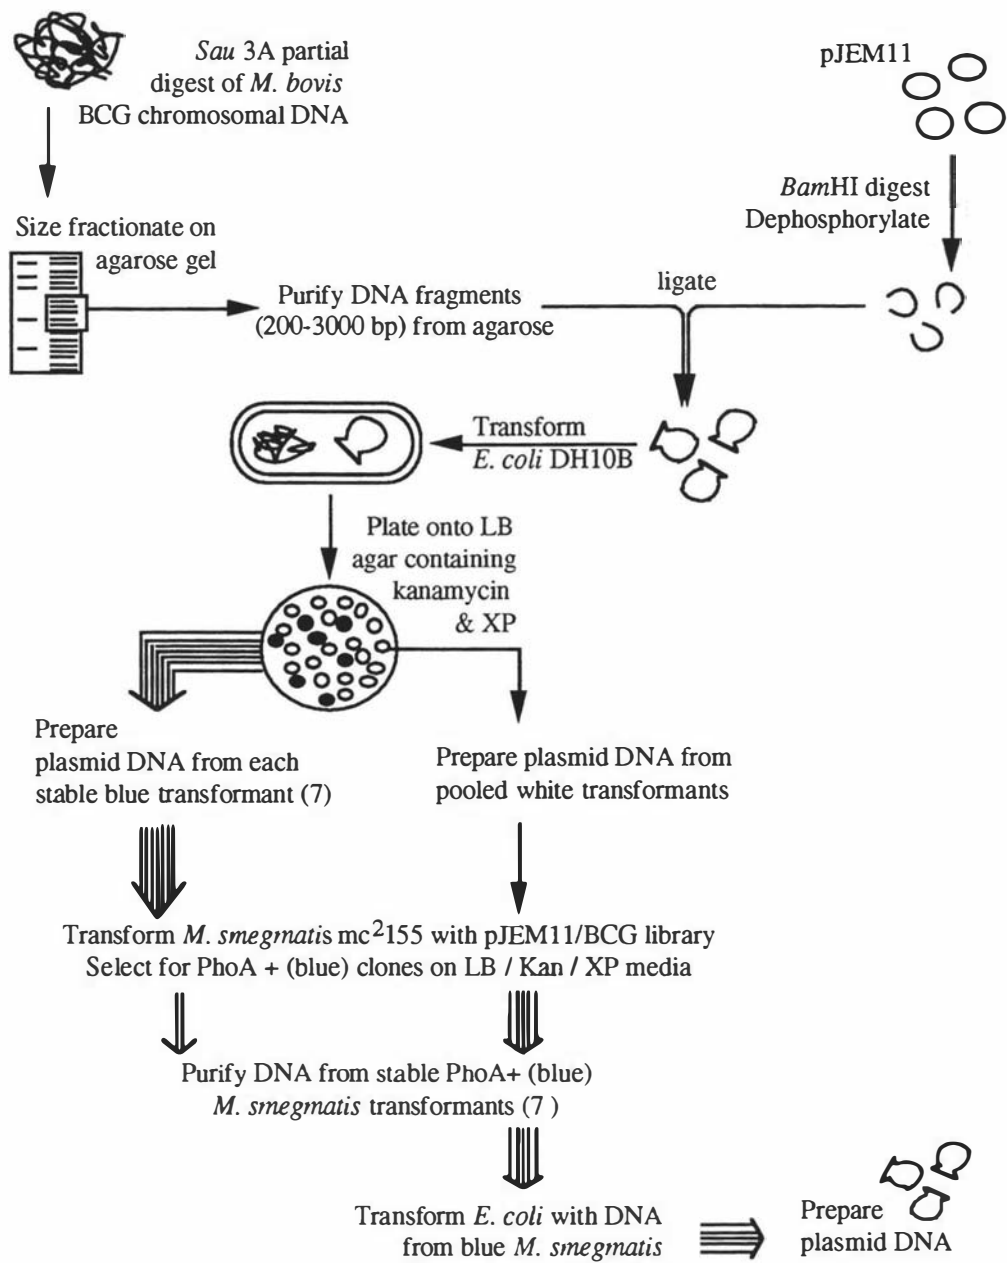 Sau 3A partial
digest of M. bovis
BCG chromosomal DNA
pJEM11
BamHI digest
Dephosphorylate
Size fractionate on
agarose gel
Purify DNA fragments
(200-3000 bp) from agarose
ligate
Transform
E. coli DH10B
Plate onto LB
agar containing
kanamycin
& XP
Prepare
plasmid DNA from each
stable blue transformant (7)
Prepare plasmid DNA from
pooled white transformants
Transform M. smegmatis mc²155 with pJEM11/BCG library
Select for PhoA + (blue) clones on LB / Kan / XP media
Purify DNA from stable PhoA+ (blue)
M. smegmatis transformants (7 )
Transform E. coli with DNA
from blue M. smegmatis
Prepare
plasmid DNA